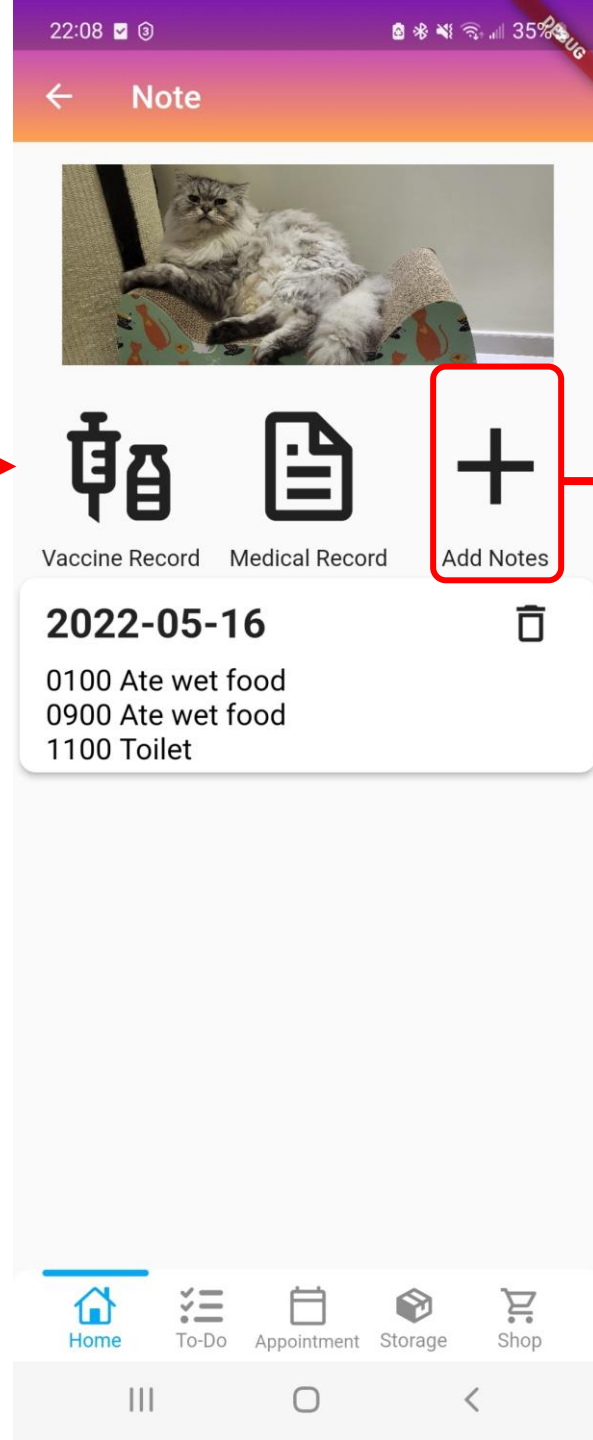 22:08 3 35%
DEBUG
Note
Vaccine Record Medical Record Add Notes
2022-05-16
0100 Ate wet food
0900 Ate wet food
1100 Toilet
Home To-Do Appointment Storage Shop